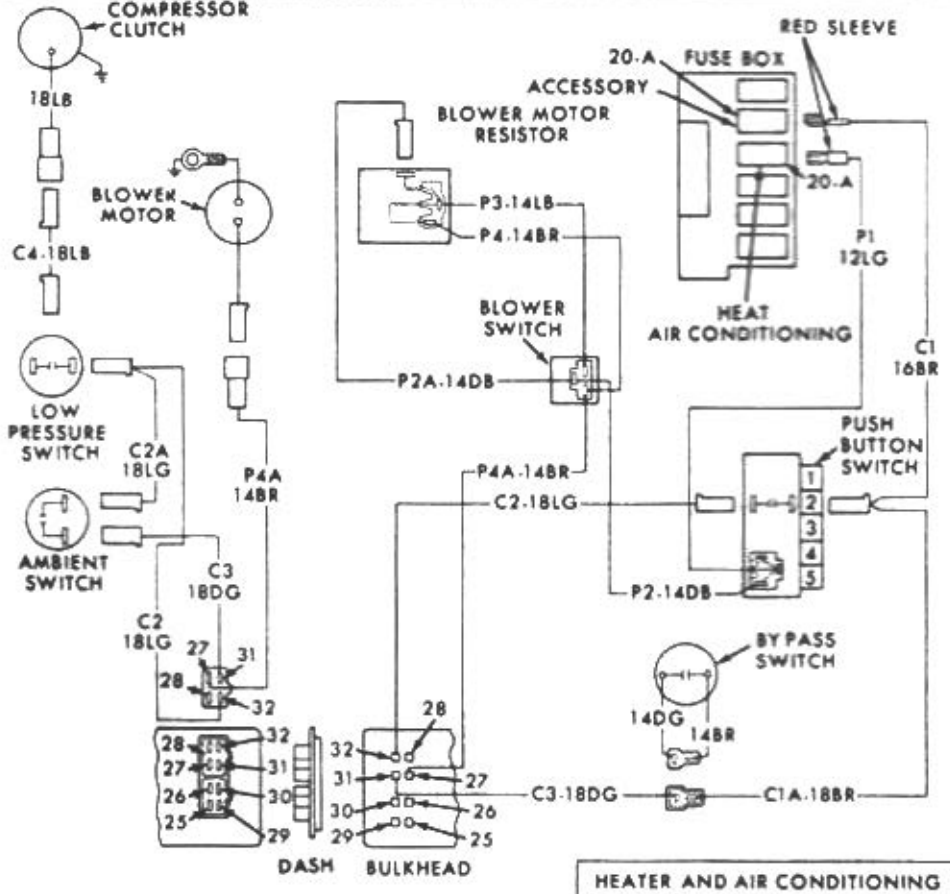 COMPRESSOR
CLUTCH
18LB
C4-18LB
BLOWER
MOTOR
LOW
PRESSURE
SWITCH
C2A
18LG
AMBIENT
SWITCH
C3
18DG
C2
18LG
P4A
14BR
27
31
28
32
28
32
27
31
26
30
25
29
DASH
BLOWER MOTOR
RESISTOR
P3-14LB
P4-14BR
BLOWER
SWITCH
P2A-14DB
P4A-14BR
C2-18LG
P2-14DB
20-A
FUSE BOX
ACCESSORY
RED SLEEVE
20-A
HEAT
AIR CONDITIONING
P1
12LG
C1
16BR
PUSH
BUTTON
SWITCH
1
2
3
4
5
BY PASS
SWITCH
14DG
14BR
C3-18DG
C1A-18BR
28
32
31
27
30
26
29
25
BULKHEAD
HEATER AND AIR CONDITIONING